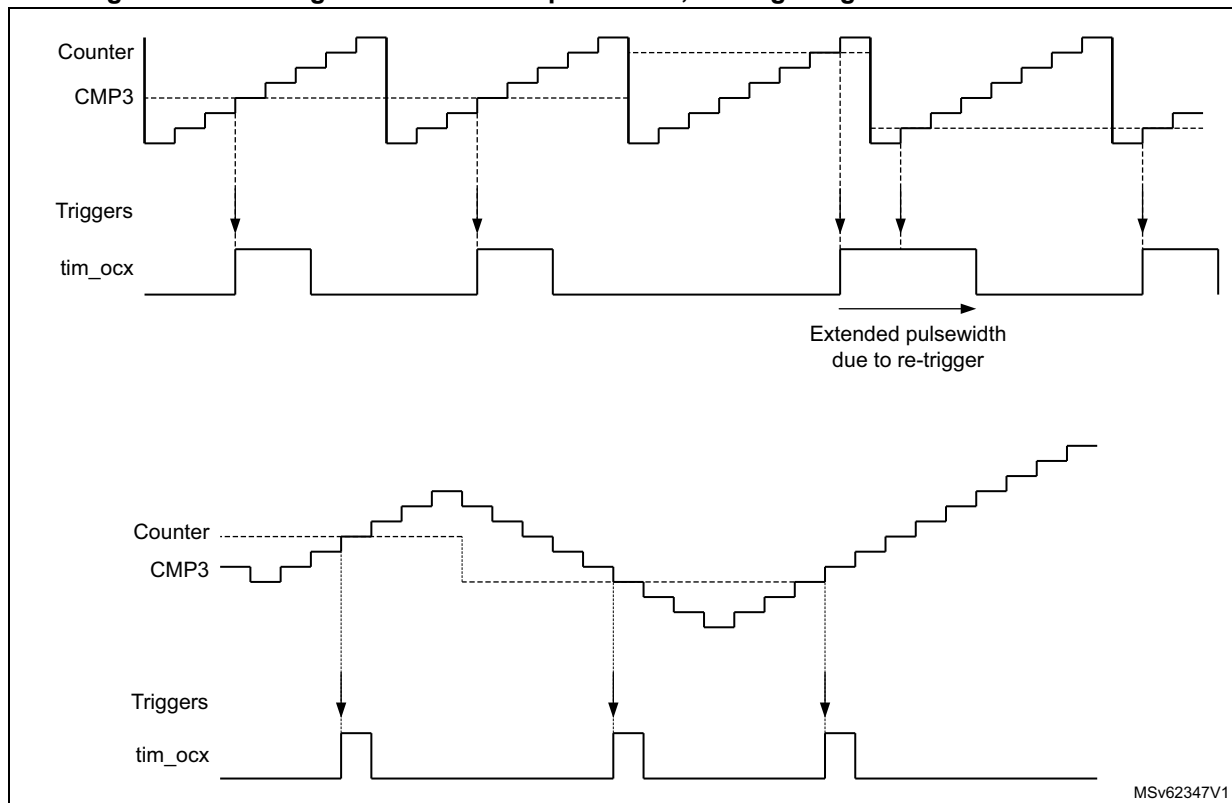 Counter
CMP3
Triggers
tim_ocx
Extended pulsewidth
due to re-trigger
Counter
CMP3
Triggers
tim_ocx
MSv62347V1